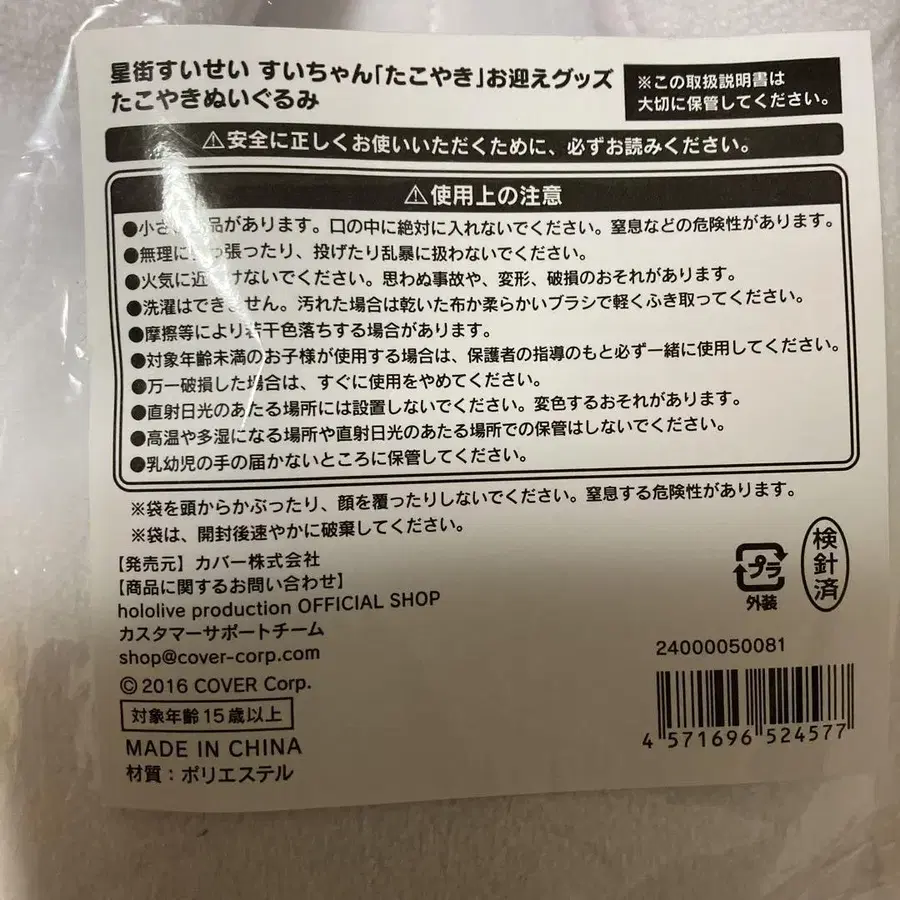 星街すいせい すいちゃん「たこやき」お迎えグッズ
たこやきぬいぐるみ
※この取扱説明書は
大切に保管してください。
⚠安全に正しくお使いいただくために、必ずお読みください。
⚠使用上の注意
●小さ 品があります。口の中に絶対に入れないでください。窒息などの危険性があります。
●無理に っ張ったり、投げたり乱暴に扱わないでください。
●火気に近 けないでください。思わぬ事故や、変形、破損のおそれがあります。
●洗濯はできません。汚れた場合は乾いた布か柔らかいブラシで軽くふき取ってください。
●摩擦等により若干色落ちする場合があります。
●対象年齢未満のお子様が使用する場合は、保護者の指導のもと必ず一緒に使用してください。
●万一破損した場合は、すぐに使用をやめてください。
●直射日光のあたる場所には設置しないでください。変色するおそれがあります。
●高温や多湿になる場所や直射日光のあたる場所での保管はしないでください。
●乳幼児の手の届かないところに保管してください。
※袋を頭からかぶったり、顔を覆ったりしないでください。窒息する危険性があります。
※袋は、開封後速やかに破棄してください。
【発売元】カバー株式会社
【商品に関するお問い合わせ】
hololive production OFFICIAL SHOP
カスタマーサポートチーム
shop@cover-corp.com
© 2016 COVER Corp.
対象年齢15歳以上
MADE IN CHINA
材質：ポリエステル
プラ
外装
検針済
24000050081
4 571696 524577